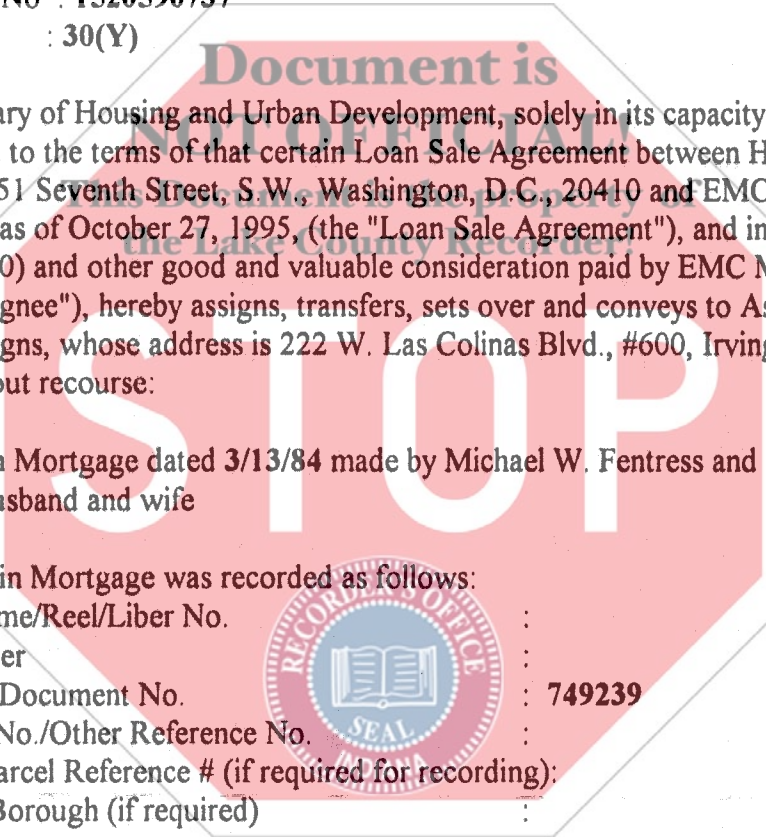 No : 1520590737
: 30(Y)
Document is
ary of Housing and Urban Development, solely in its capacity
NOT OFFICIAL!
to the terms of that certain Loan Sale Agreement between H
51 Seventh Street, S.W., Washington, D.C., 20410 and EMC
This Document is the property of
as of October 27, 1995, (the "Loan Sale Agreement"), and in
the Lake County Recorder!
0) and other good and valuable consideration paid by EMC M
gnee"), hereby assigns, transfers, sets over and conveys to As
igns, whose address is 222 W. Las Colinas Blvd., #600, Irving
out recourse:
STOP
a Mortgage dated 3/13/84 made by Michael W. Fentress and
usband and wife
in Mortgage was recorded as follows:
me/Reel/Liber No. :
er :
Document No. : 749239
No./Other Reference No. :
arcel Reference # (if required for recording):
Borough (if required) :
RECORDER'S OFFICE
SEAL
INDIANA